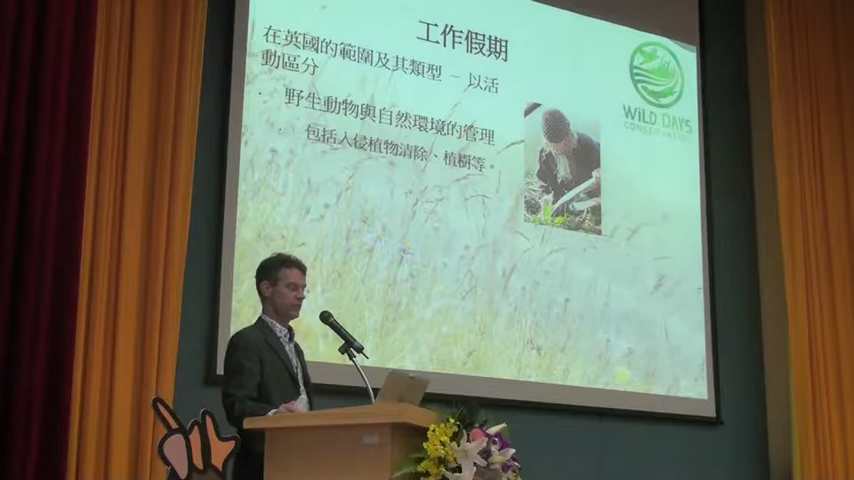 工作假期
在英國的範圍及其類型 – 以活
動區分
· 野生動物與自然環境的管理
包括入侵植物清除、植樹等。
WiLD DAYS
CONSERVATION